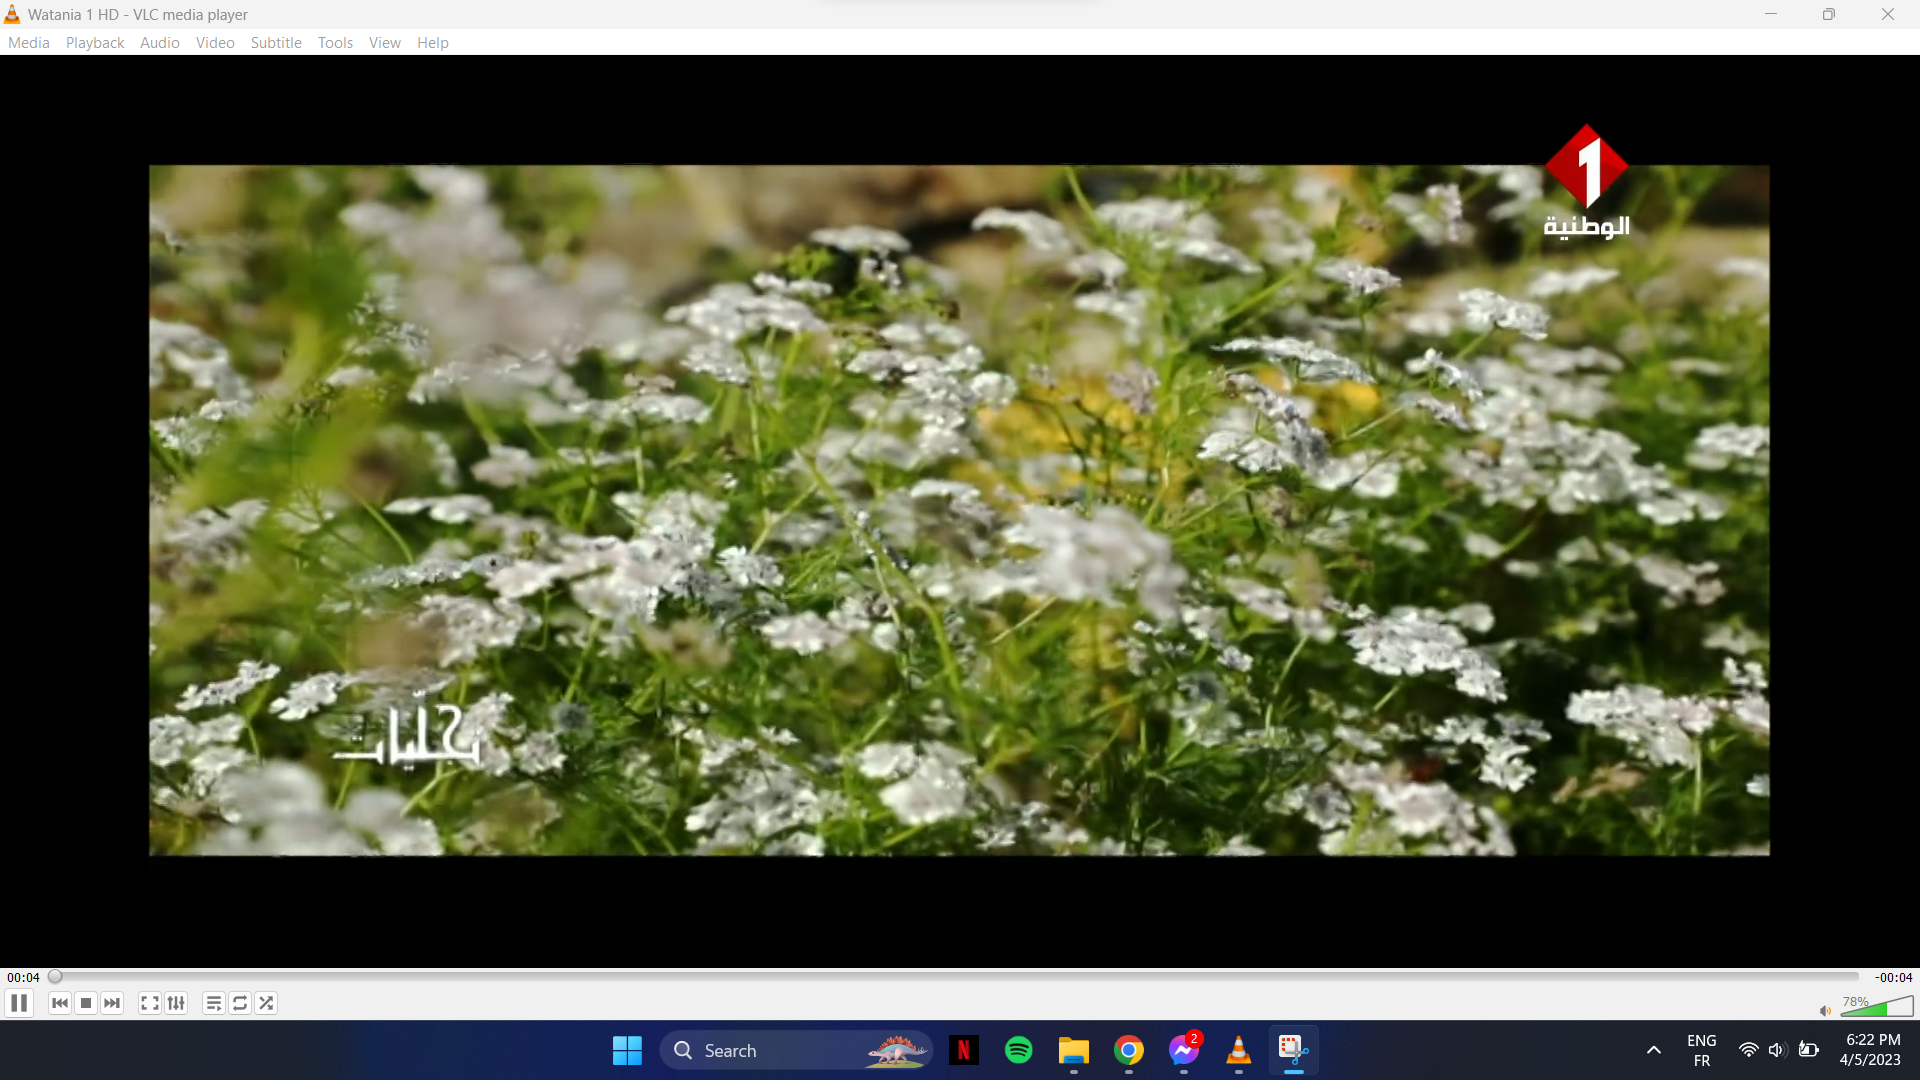 Watania 1 HD - VLC media player
Media Playback Audio Video Subtitle Tools View Help
1
الوطنية
تجليات
00:04 -00:04
78%
Search
N
2
ENG
FR
6:22 PM
4/5/2023